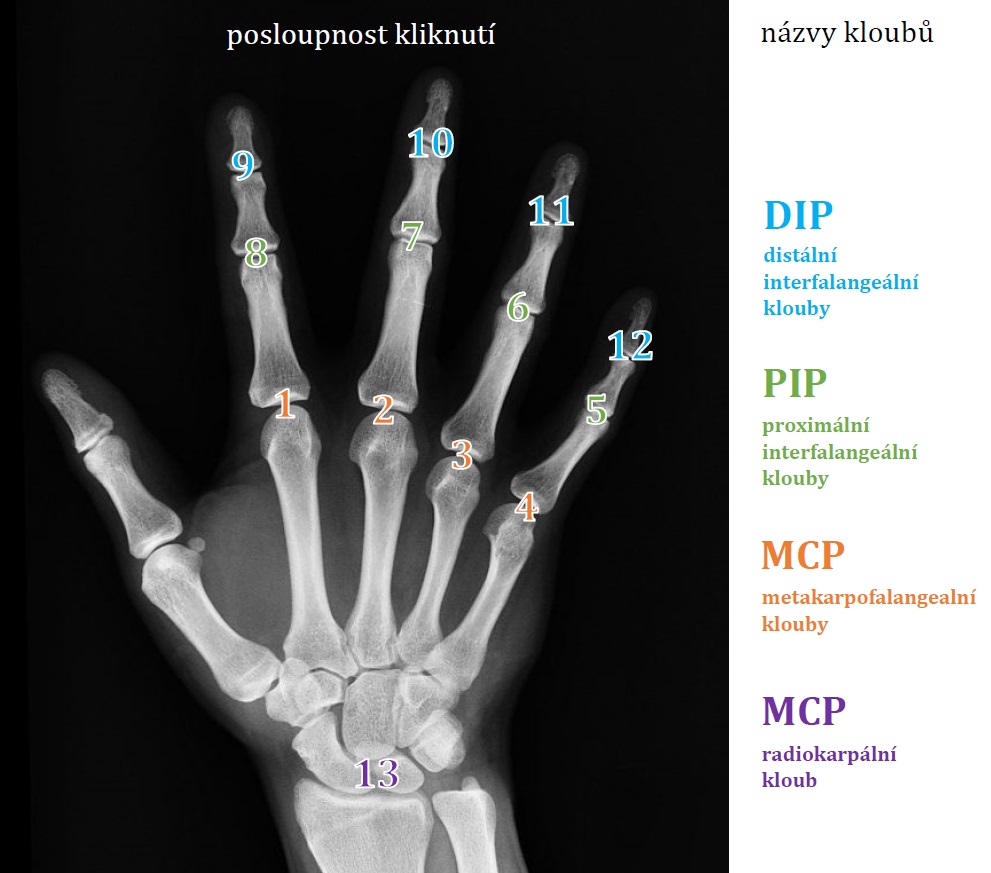 posloupnost kliknutí
názvy kloubů
9
10
11
12
8
7
6
5
1
2
3
4
13
DIP
distální
interfalangeální
klouby
PIP
proximální
interfalangeální
klouby
MCP
metakarpofalangealní
klouby
MCP
radiokarpální
kloub